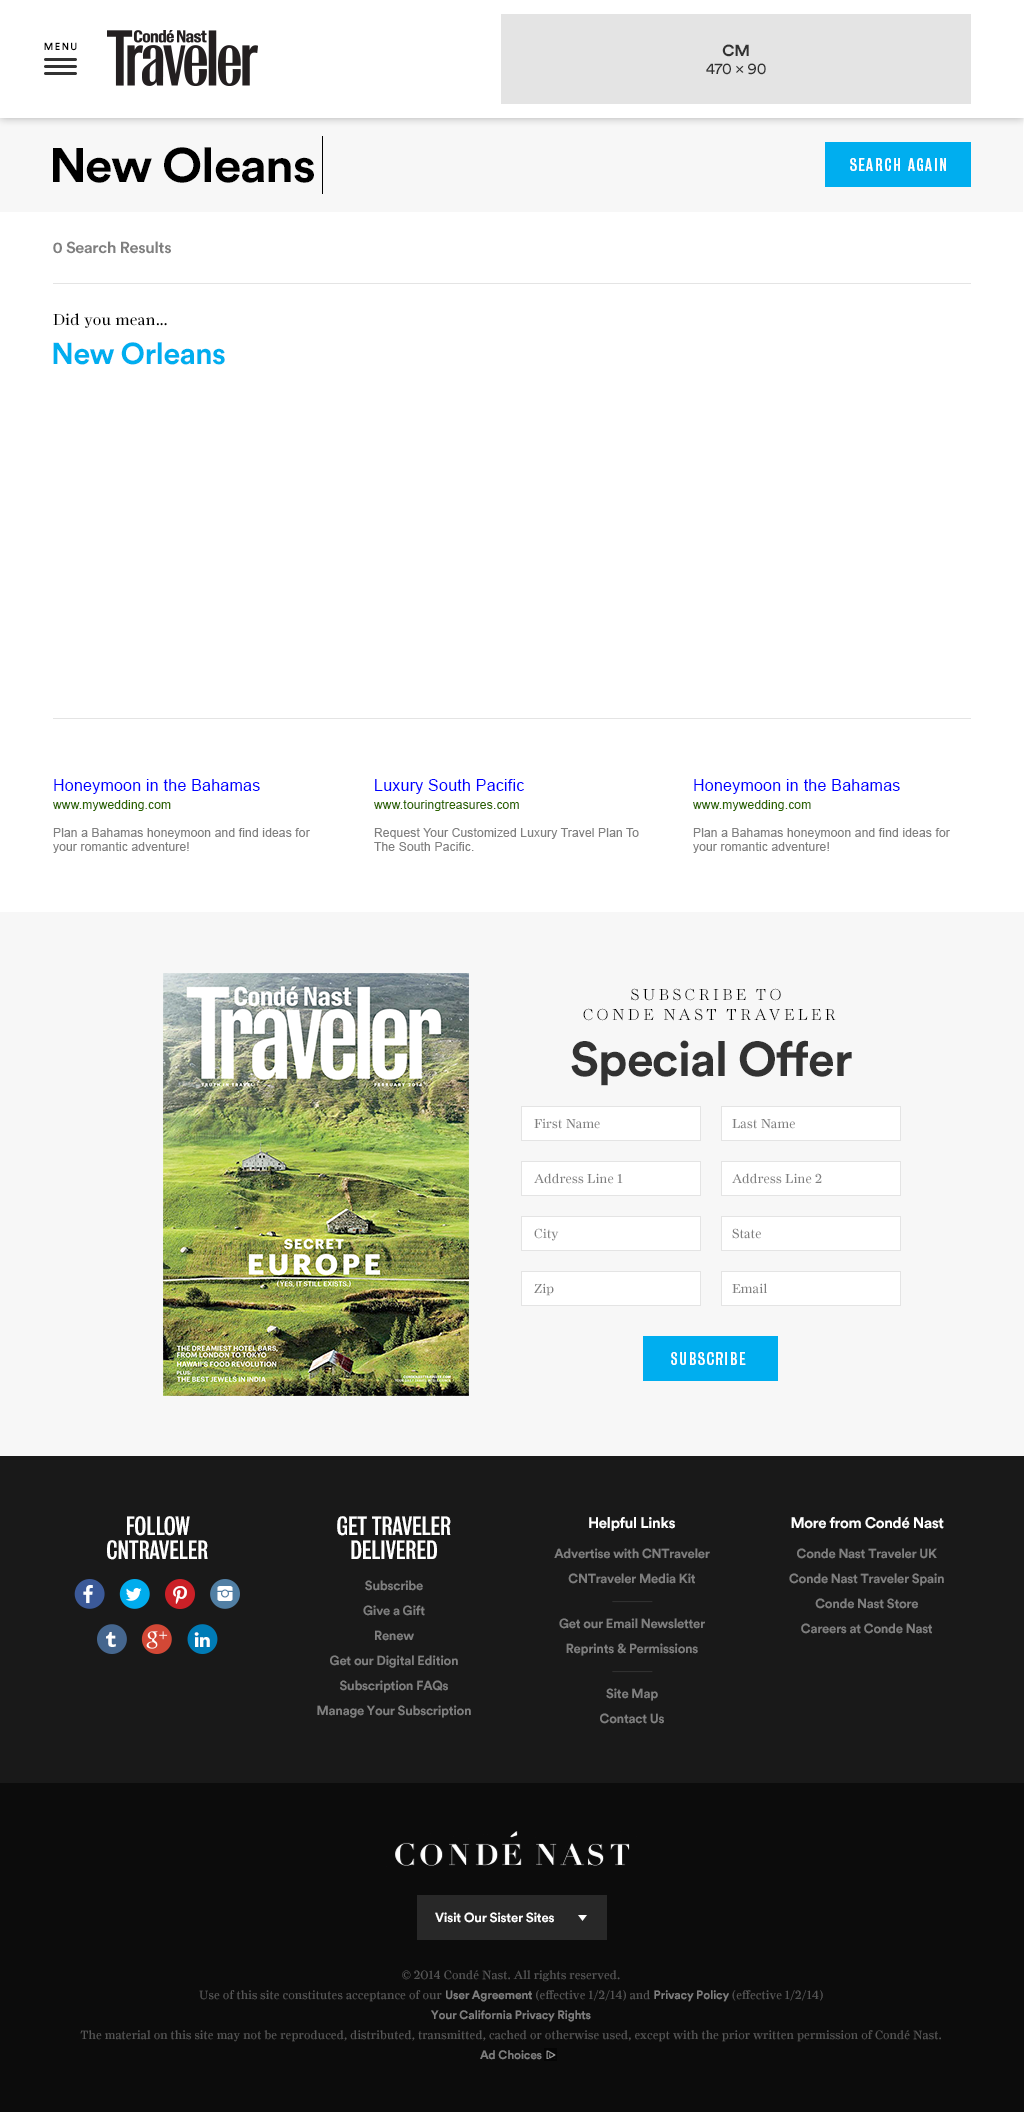 MENU
Condé Nast
Traveler
CM
470 × 90
New Oleans
SEARCH AGAIN
0 Search Results
Did you mean...
New Orleans
Honeymoon in the Bahamas
www.mywedding.com
Plan a Bahamas honeymoon and find ideas for
your romantic adventure!
Luxury South Pacific
www.touringtreasures.com
Request Your Customized Luxury Travel Plan To
The South Pacific.
Honeymoon in the Bahamas
www.mywedding.com
Plan a Bahamas honeymoon and find ideas for
your romantic adventure!
Condé Nast
Traveler
TRUTH IN TRAVEL
FEBRUARY
SECRET
EUROPE
(YES, IT STILL EXISTS.)
THE DREAMIEST HOTEL BARS,
FROM LONDON TO TOKYO
HAWAII'S FOOD REVOLUTION
PLUS:
THE BEST JEWELS IN INDIA
SUBSCRIBE TO
CONDE NAST TRAVELER
Special Offer
First Name
Last Name
Address Line 1
Address Line 2
City
State
Zip
Email
SUBSCRIBE
FOLLOW
CNTRAVELER
GET TRAVELER
DELIVERED
Subscribe
Give a Gift
Renew
Get our Digital Edition
Subscription FAQs
Manage Your Subscription
Helpful Links
Advertise with CNTraveler
CNTraveler Media Kit
Get our Email Newsletter
Reprints & Permissions
Site Map
Contact Us
More from Condé Nast
Conde Nast Traveler UK
Conde Nast Traveler Spain
Conde Nast Store
Careers at Conde Nast
CONDÉ NAST
Visit Our Sister Sites
© 2014 Condé Nast. All rights reserved.
Use of this site constitutes acceptance of our User Agreement (effective 1/2/14) and Privacy Policy (effective 1/2/14)
Your California Privacy Rights
The material on this site may not be reproduced, distributed, transmitted, cached or otherwise used, except with the prior written permission of Condé Nast.
Ad Choices